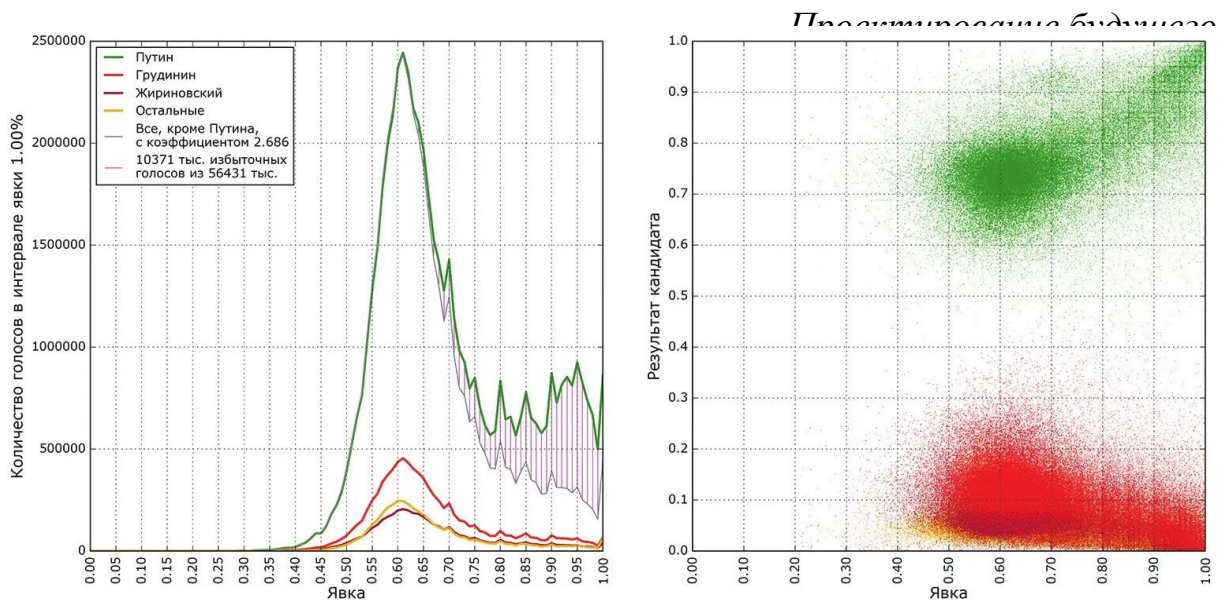 Проектирование будущего
2500000
2000000
1500000
1000000
500000
0
Количество голосов в интервале явки 1.00%
Путин
Грудинин
Жириновский
Остальные
Все, кроме Путина,
с коэффициентом 2.686
10371 тыс. избыточных
голосов из 56431 тыс.
0.00 0.05 0.10 0.15 0.20 0.25 0.30 0.35 0.40 0.45 0.50 0.55 0.60 0.65 0.70 0.75 0.80 0.85 0.90 0.95 1.00
Явка
1.0
0.9
0.8
0.7
0.6
0.5
0.4
0.3
0.2
0.1
0.0
Результат кандидата
0.00 0.10 0.20 0.30 0.40 0.50 0.60 0.70 0.80 0.90 1.00
Явка